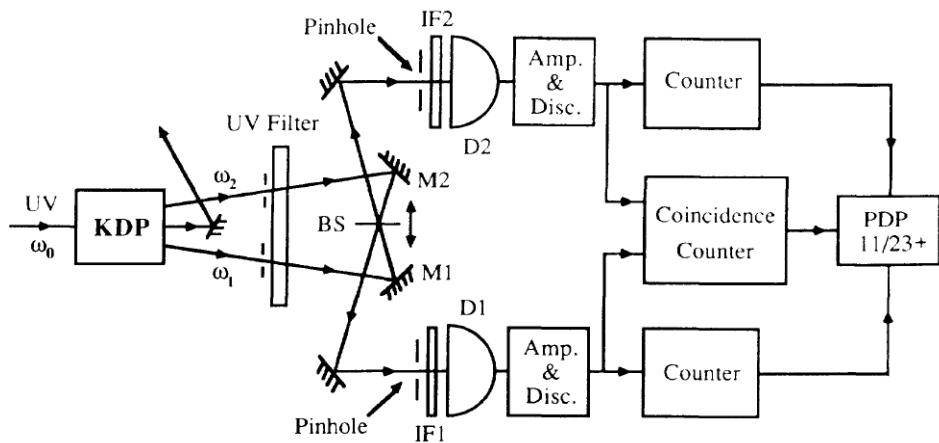 IF2
Pinhole
Amp.
&
Disc.
Counter
UV Filter
D2
ω2
M2
UV
KDP
BS
Coincidence
Counter
PDP
11/23+
ω0
ω1
M1
D1
Amp.
&
Disc.
Counter
Pinhole
IF1